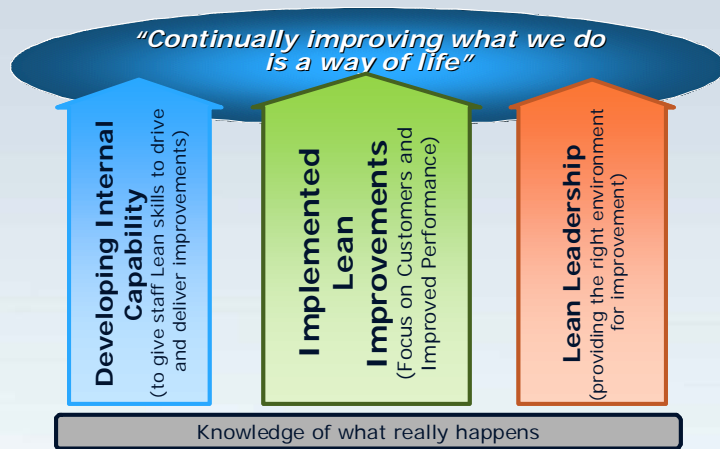 “Continually improving what we do
is a way of life”
Developing Internal
Capability
(to give staff Lean skills to drive
and deliver improvements)
Implemented
Lean
Improvements
(Focus on Customers and
Improved Performance)
Lean Leadership
(providing the right environment
for improvement)
Knowledge of what really happens